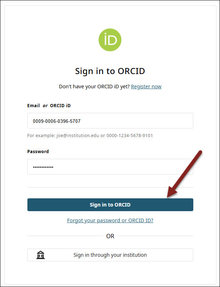 iD
Sign in to ORCID
Don't have your ORCID iD yet? Register now
Email or ORCID iD
0009-0006-8396-5707
For example: joe@institution.edu or 0000-1234-5678-9101
Password
••••••••••••
Sign in to ORCID
Forgot your password or ORCID ID?
OR
Sign in through your institution